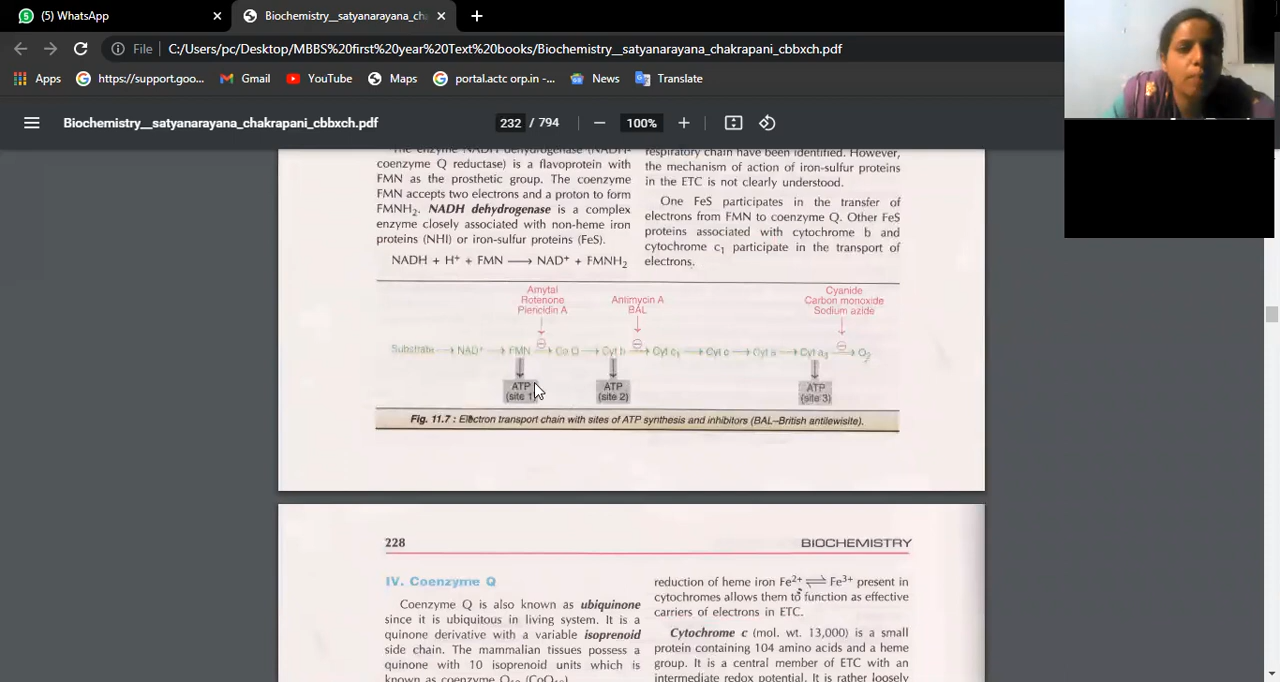 (5) WhatsApp
Biochemistry__satyanarayana_cha
File
C:/Users/pc/Desktop/MBBS%20first%20year%20Text%20books/Biochemistry__satyanarayana_chakrapani_cbbxch.pdf
Apps
https://support.goo...
Gmail
YouTube
Maps
portal.actc orp.in -...
News
Translate
Biochemistry__satyanarayana_chakrapani_cbbxch.pdf
232 / 794
100%
The enzyme NADH dehydrogenase (NADH-
coenzyme Q reductase) is a flavoprotein with
FMN as the prosthetic group. The coenzyme
FMN accepts two electrons and a proton to form
FMNH2. NADH dehydrogenase is a complex
enzyme closely associated with non-heme iron
proteins (NHI) or iron-sulfur proteins (FeS).
NADH + H+ + FMN ⟶ NAD+ + FMNH2
respiratory chain have been identified. However,
the mechanism of action of iron-sulfur proteins
in the ETC is not clearly understood.
One FeS participates in the transfer of
electrons from FMN to coenzyme Q. Other FeS
proteins associated with cytochrome b and
cytochrome c1 participate in the transport of
electrons.
Amytal
Rotenone
Piericidin A
Antimycin A
BAL
Cyanide
Carbon monoxide
Sodium azide
Substrate → NAD+ → FMN ⊖→ Co Q → Cyt b ⊖→ Cyt c1 → Cyt c → Cyt a → Cyt a3 ⊖→ O2
ATP
(site 1)
ATP
(site 2)
ATP
(site 3)
Fig. 11.7 : Electron transport chain with sites of ATP synthesis and inhibitors (BAL–British antilewisite).
228
BIOCHEMISTRY
IV. Coenzyme Q
Coenzyme Q is also known as ubiquinone
since it is ubiquitous in living system. It is a
quinone derivative with a variable isoprenoid
side chain. The mammalian tissues possess a
quinone with 10 isoprenoid units which is
known as coenzyme Q10 (CoQ10).
reduction of heme iron Fe2+ ⇌ Fe3+ present in
cytochromes allows them to function as effective
carriers of electrons in ETC.
Cytochrome c (mol. wt. 13,000) is a small
protein containing 104 amino acids and a heme
group. It is a central member of ETC with an
intermediate redox potential. It is rather loosely